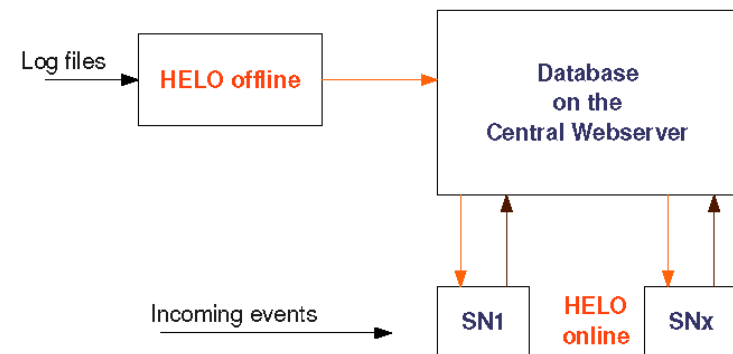 Log files
HELO offline
Database
on the
Central Webserver
Incoming events
SN1
HELO
online
SNx